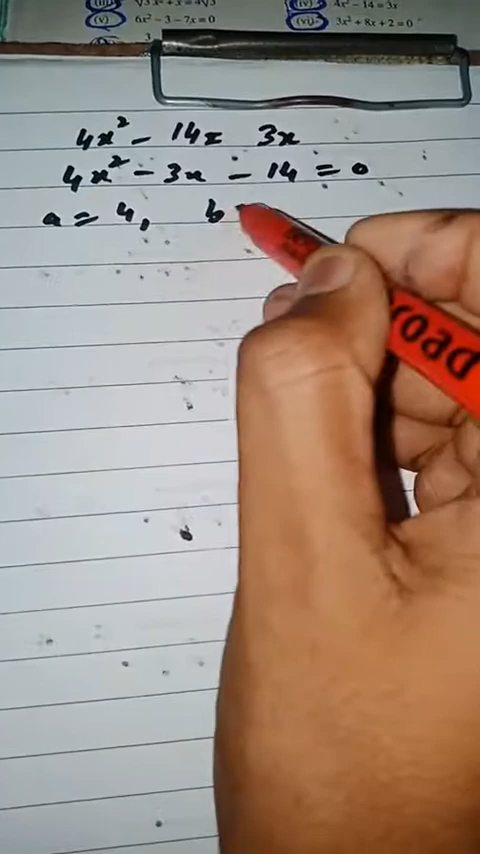 (iv) 4x² − 14 = 3x
(v) 6x² − 3 − 7x = 0
(vi) 3x² + 8x + 2 = 0
4x² − 14 = 3x
4x² − 3x − 14 = 0
a = 4, b
road